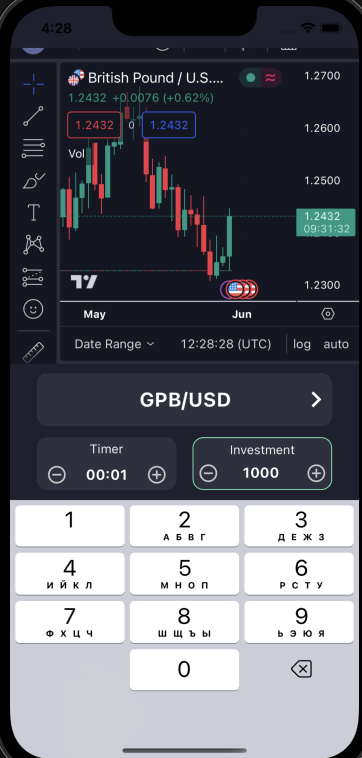 4:28
British Pound / U.S....
1.2432 +0.0076 (+0.62%)
1.2432 0 1.2432
Vol
1.2700
1.2600
1.2500
1.2432
09:31:32
1.2300
T
May Jun
Date Range 12:28:28 (UTC) log auto
GPB/USD
Timer
00:01
Investment
1000
1
2
А Б В Г
3
Д Е Ж З
4
И Й К Л
5
М Н О П
6
Р С Т У
7
Ф Х Ц Ч
8
Ш Щ Ъ Ы
9
Ь Э Ю Я
0